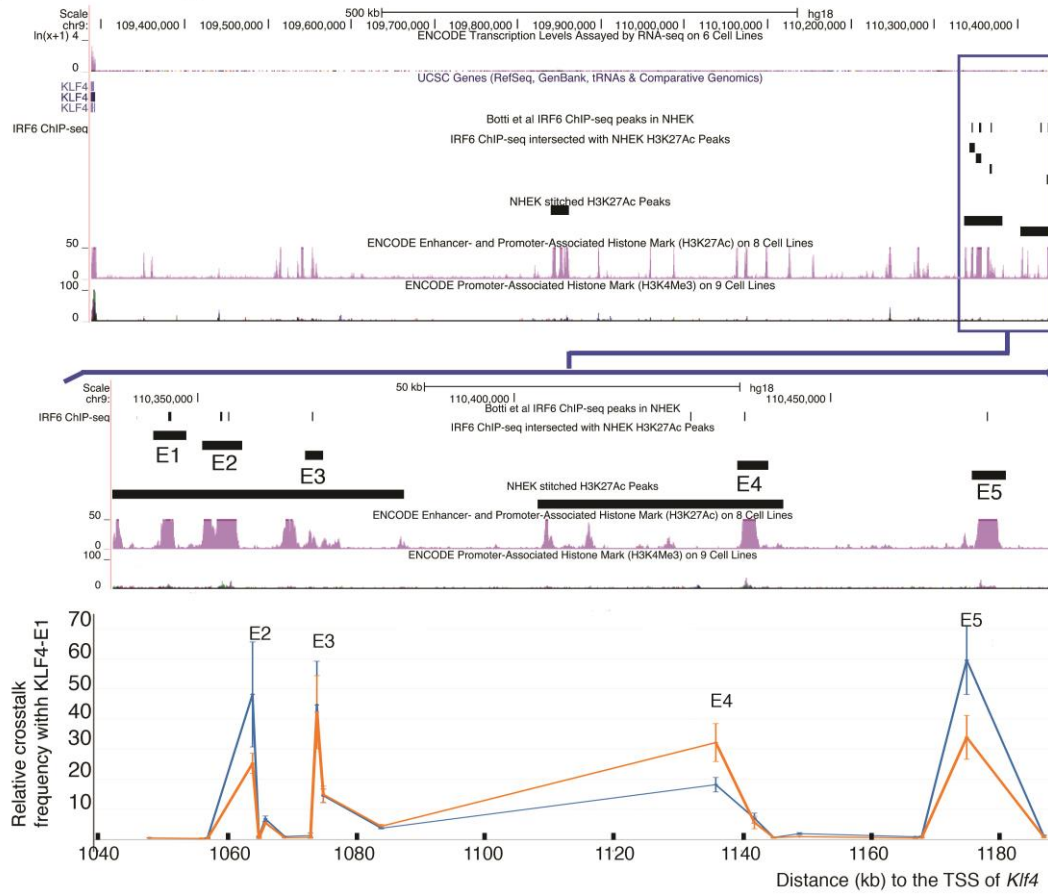 Scale 500 kb hg18
chr9: 109,400,000 109,500,000 109,600,000 109,700,000 109,800,000 109,900,000 110,000,000 110,100,000 110,200,000 110,300,000 110,400,000
ln(x+1) 4 ENCODE Transcription Levels Assayed by RNA-seq on 6 Cell Lines
0
UCSC Genes (RefSeq, GenBank, tRNAs & Comparative Genomics)
KLF4
KLF4
KLF4
Botti et al IRF6 ChIP-seq peaks in NHEK
IRF6 ChIP-seq
IRF6 ChIP-seq intersected with NHEK H3K27Ac Peaks
NHEK stitched H3K27Ac Peaks
ENCODE Enhancer- and Promoter-Associated Histone Mark (H3K27Ac) on 8 Cell Lines
50
0
ENCODE Promoter-Associated Histone Mark (H3K4Me3) on 9 Cell Lines
100
0
Scale 50 kb hg18
chr9: 110,350,000 110,400,000 110,450,000
Botti et al IRF6 ChIP-seq peaks in NHEK
IRF6 ChIP-seq
IRF6 ChIP-seq intersected with NHEK H3K27Ac Peaks
E1 E2 E3 E4 E5
NHEK stitched H3K27Ac Peaks
ENCODE Enhancer- and Promoter-Associated Histone Mark (H3K27Ac) on 8 Cell Lines
50
0
ENCODE Promoter-Associated Histone Mark (H3K4Me3) on 9 Cell Lines
100
0
Relative crosstalk
frequency withh KLF4-E1
70
60
50
40
30
20
10
E2 E3 E4 E5
1040 1060 1080 1100 1120 1140 1160 1180
Distance (kb) to the TSS of Klf4